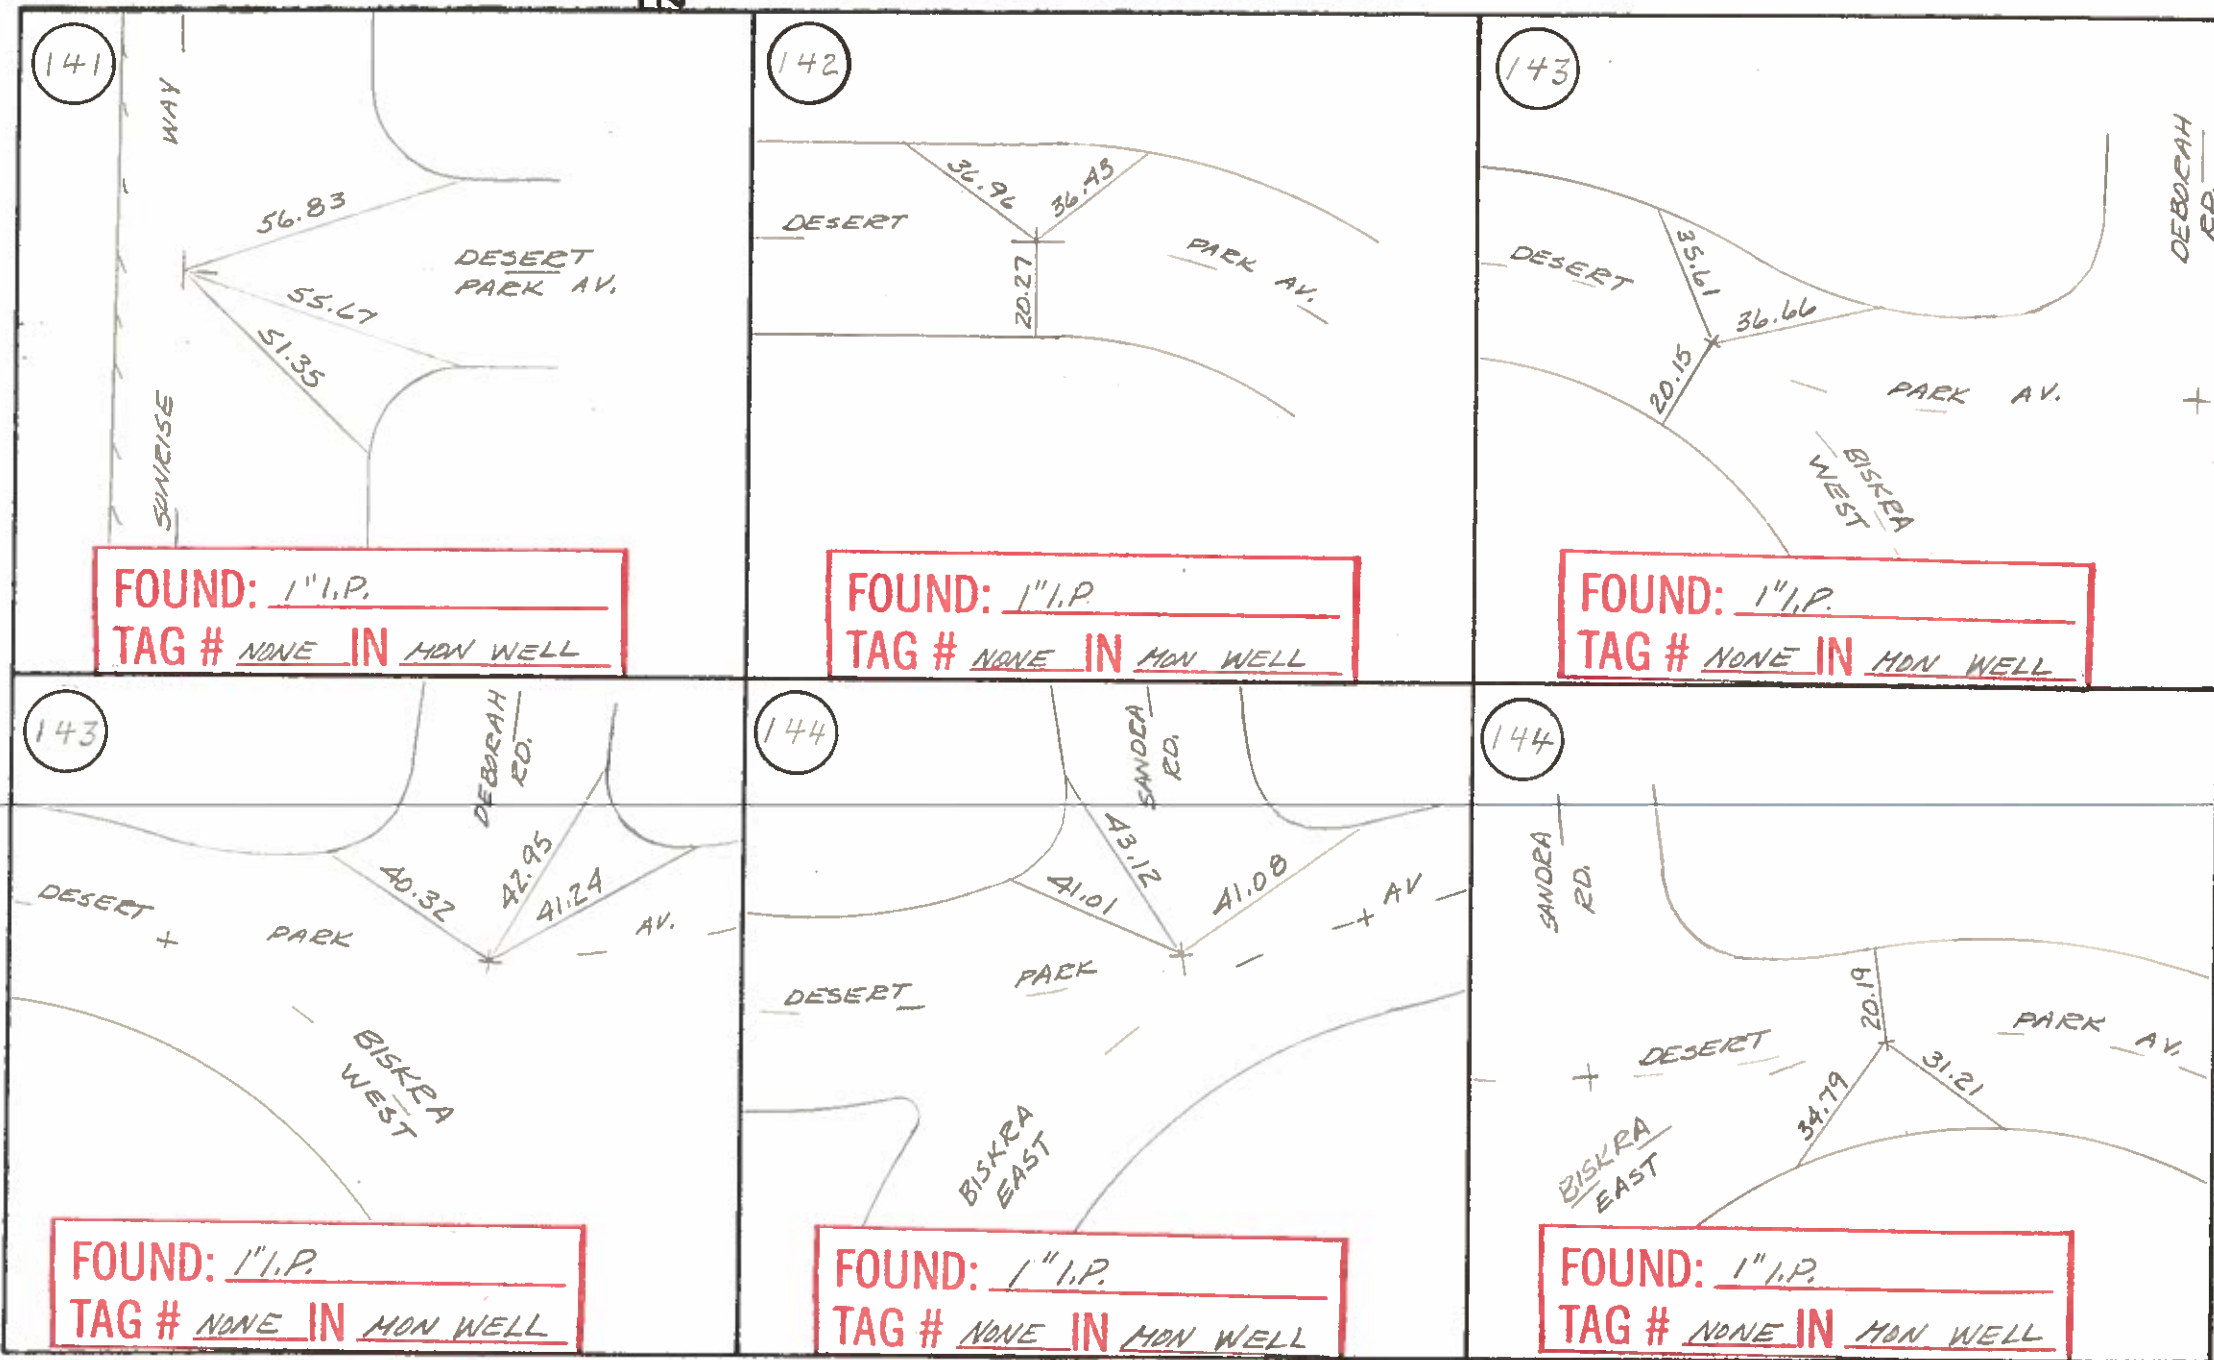 141
WAY
56.83
DESERT
PARK AV.
55.67
51.35
SUNRISE
FOUND: 1" I.P.
TAG # NONE IN MON WELL
142
36.96
36.43
DESERT
PARK AV.
20.27
FOUND: 1" I.P.
TAG # NONE IN MON WELL
143
DEBORAH
RD.
DESERT
35.61
36.66
20.15
PARK AV.
BISKRA
WEST
FOUND: 1" I.P.
TAG # NONE IN MON WELL
143
DEBORAH
RD.
40.32
42.95
41.24
DESERT
PARK
AV.
BISKRA
WEST
FOUND: 1" I.P.
TAG # NONE IN MON WELL
144
SANDRA
RD.
43.12
41.01
41.08
AV
DESERT
PARK
BISKRA
EAST
FOUND: 1" I.P.
TAG # NONE IN MON WELL
144
SANDRA
RD.
20.19
DESERT
PARK AV.
34.79
31.21
BISKRA
EAST
FOUND: 1" I.P.
TAG # NONE IN MON WELL